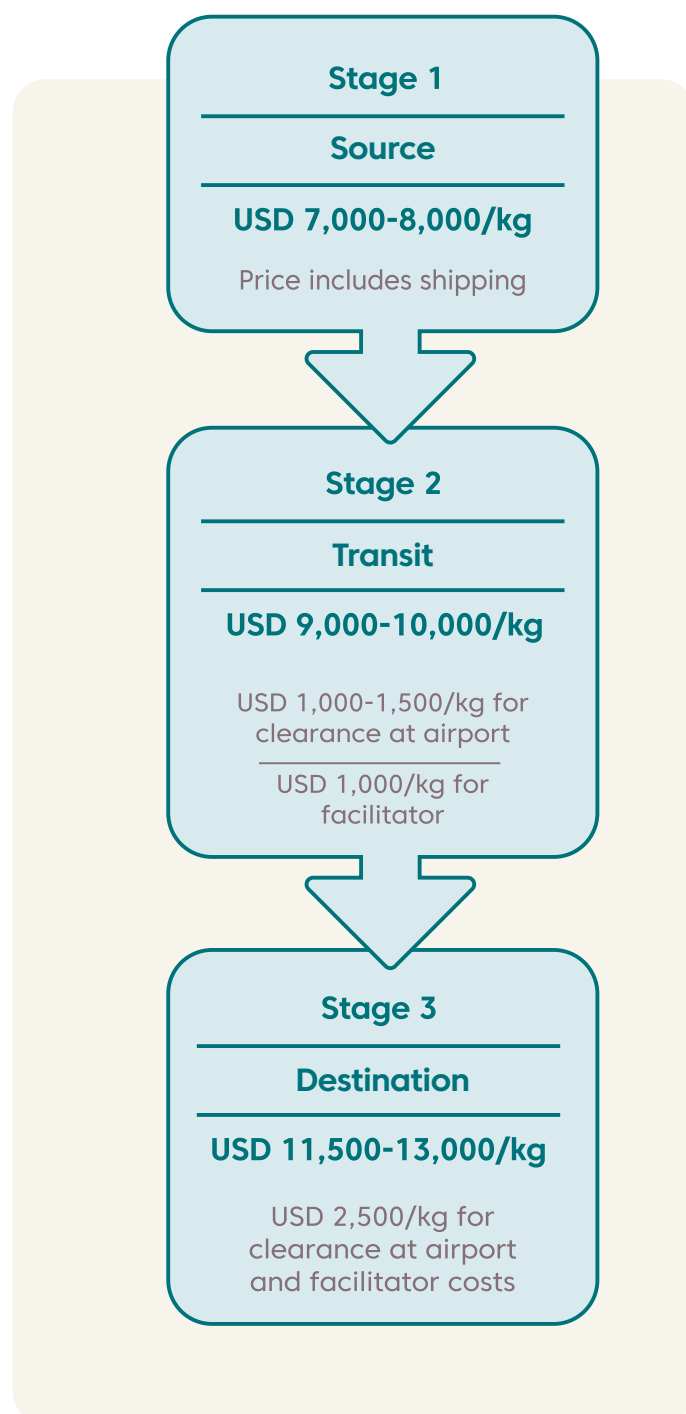 Stage 1
Source
USD 7,000-8,000/kg
Price includes shipping
Stage 2
Transit
USD 9,000-10,000/kg
USD 1,000-1,500/kg for
clearance at airport
USD 1,000/kg for
facilitator
Stage 3
Destination
USD 11,500-13,000/kg
USD 2,500/kg for
clearance at airport
and facilitator costs